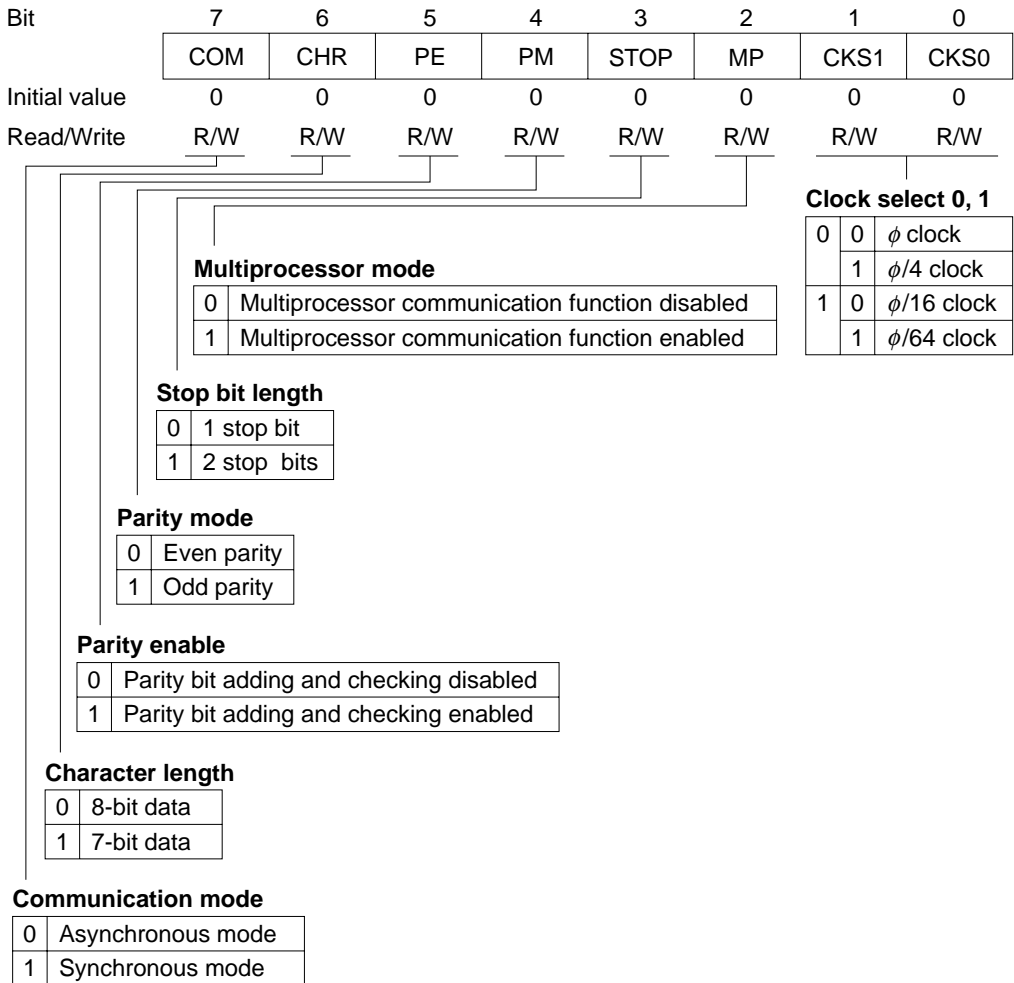 Bit 7 6 5 4 3 2 1 0
COM CHR PE PM STOP MP CKS1 CKS0
Initial value 0 0 0 0 0 0 0 0
Read/Write R/W R/W R/W R/W R/W R/W R/W R/W
Clock select 0, 1
0 0 ϕ clock
1 ϕ/4 clock
1 0 ϕ/16 clock
1 ϕ/64 clock
Multiprocessor mode
0 Multiprocessor communication function disabled
1 Multiprocessor communication function enabled
Stop bit length
0 1 stop bit
1 2 stop bits
Parity mode
0 Even parity
1 Odd parity
Parity enable
0 Parity bit adding and checking disabled
1 Parity bit adding and checking enabled
Character length
0 8-bit data
1 7-bit data
Communication mode
0 Asynchronous mode
1 Synchronous mode